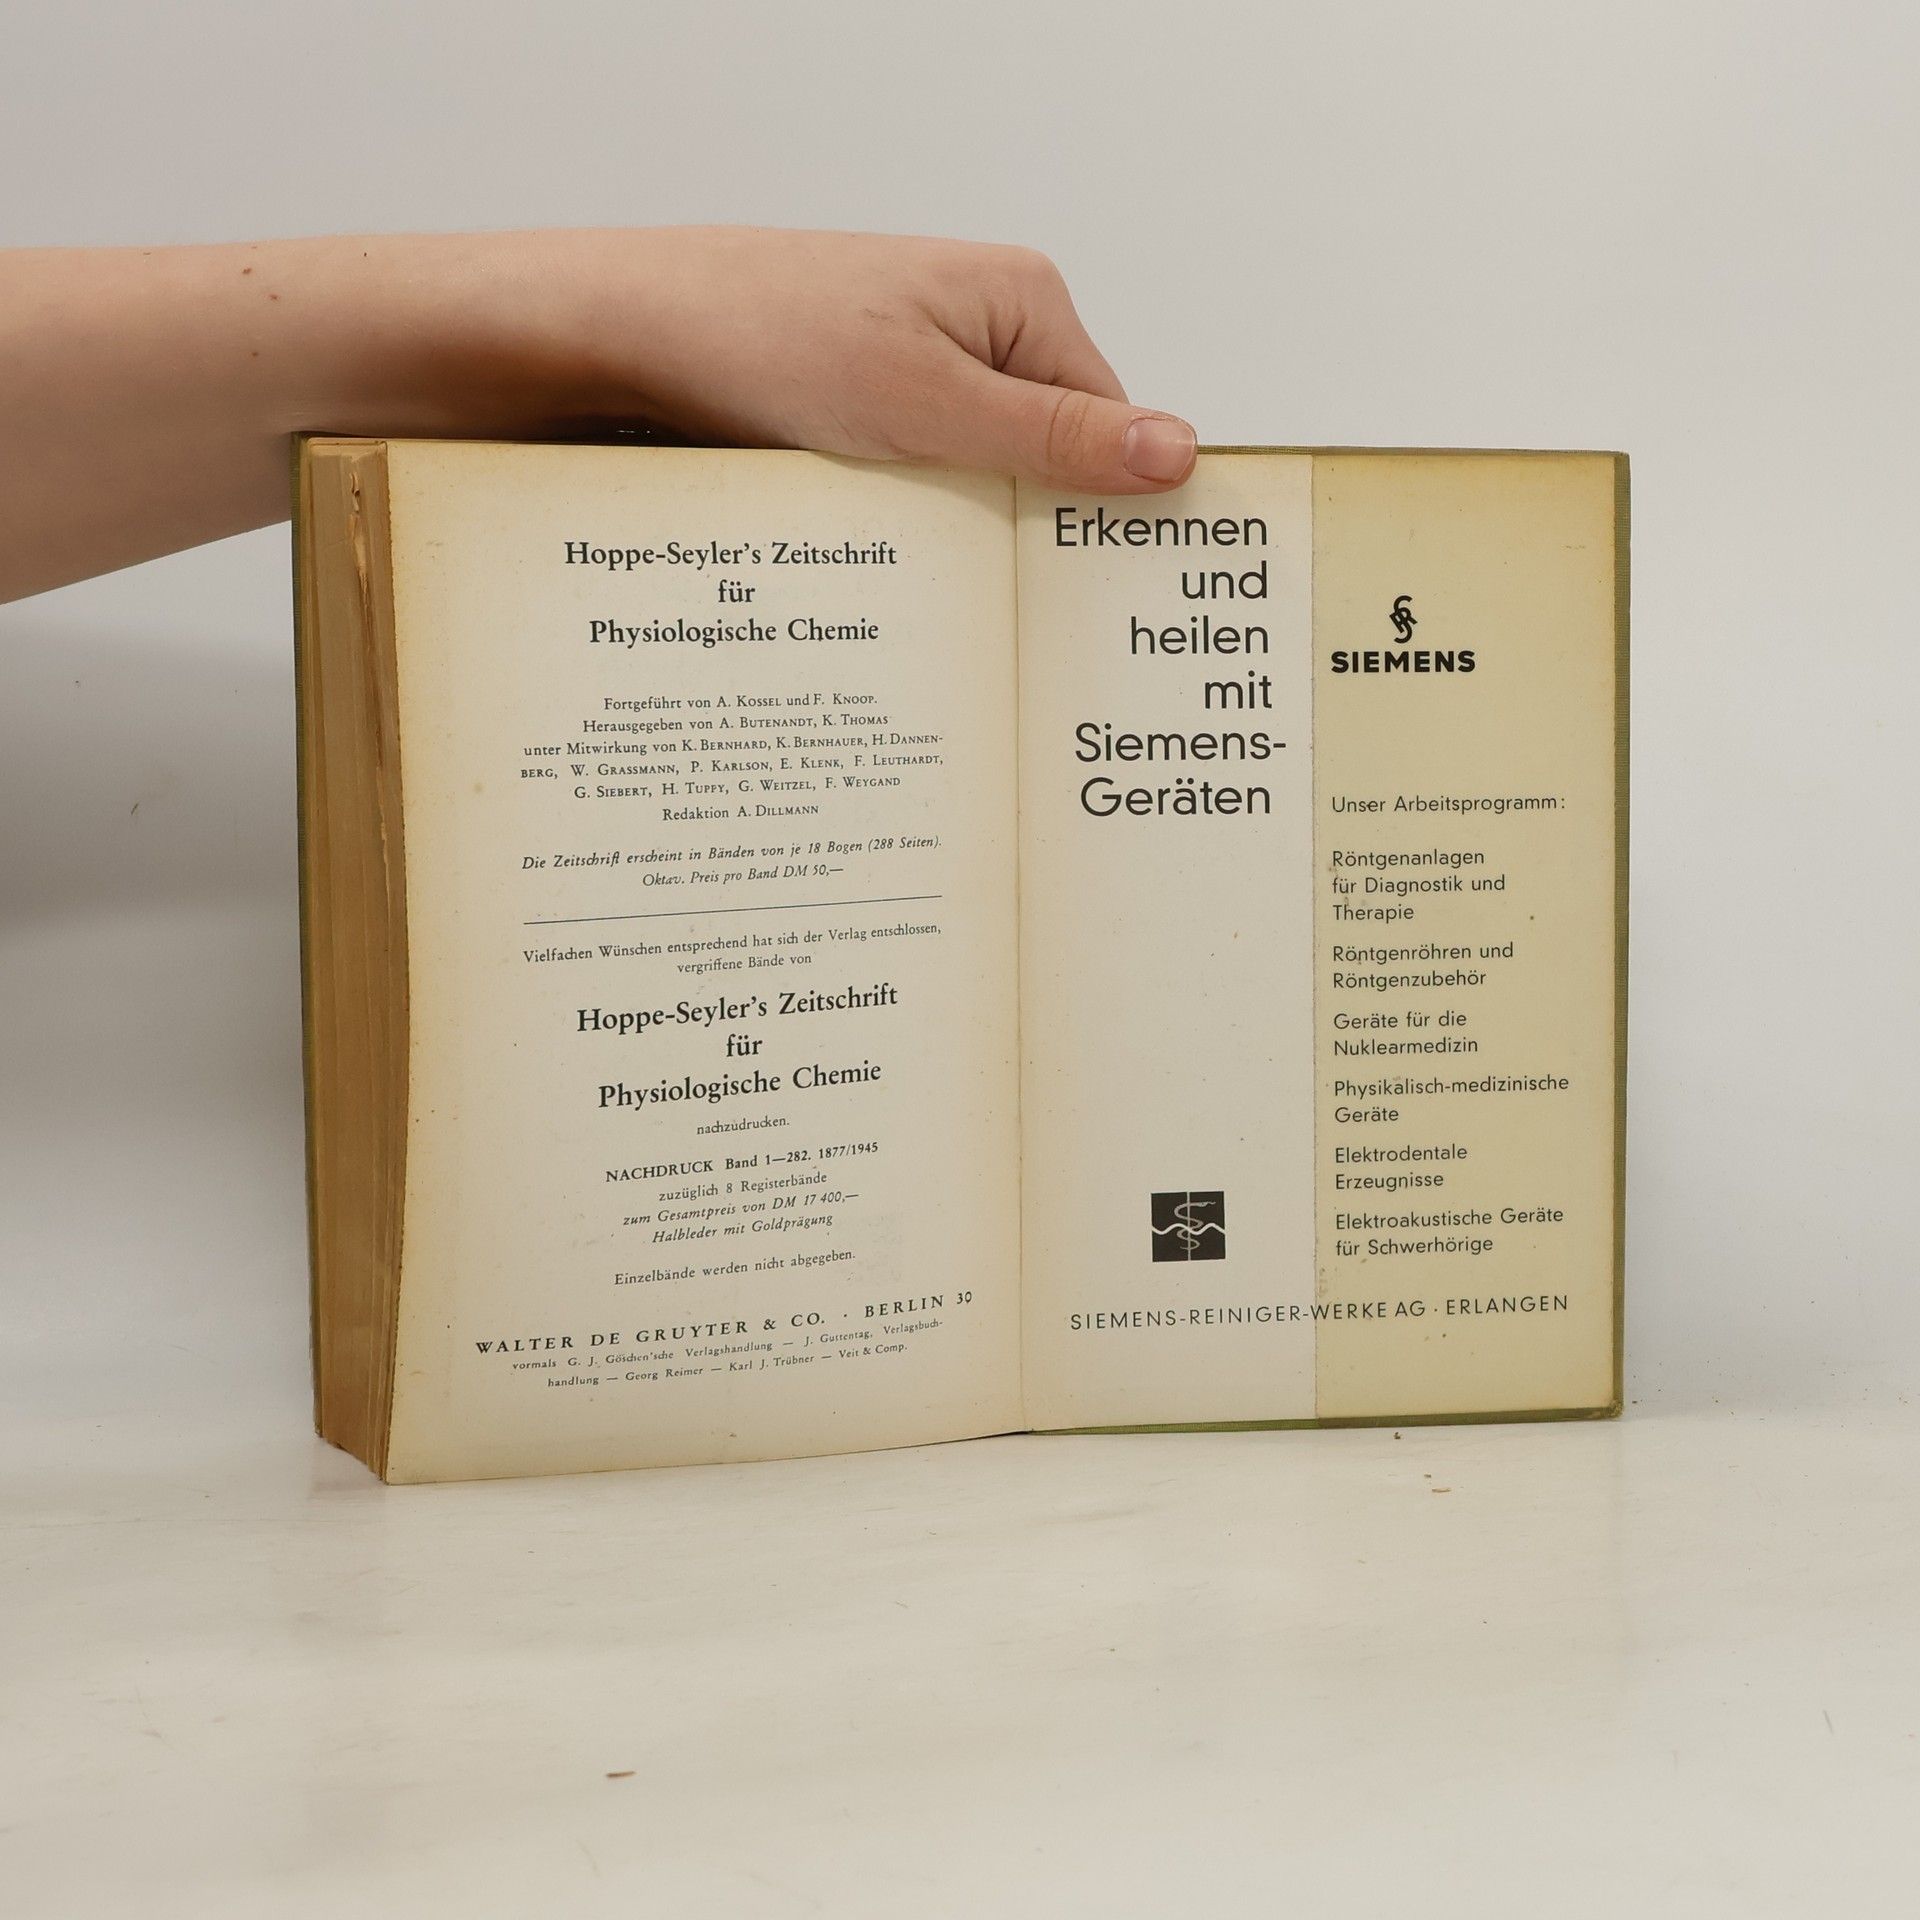 Hoppe-Seyler's Zeitschrift
für
Physiologische Chemie
Fortgeführt von A. Kossel und F. Knoop.
Herausgegeben von A. Butenandt, K. Thomas
unter Mitwirkung von K. Bernhard, K. Bernhauer, H. Dannen-
berg, W. Grassmann, P. Karlson, E. Klenk, F. Leuthardt,
G. Siebert, H. Tuppy, G. Weitzel, F. Weygand
Redaktion A. Dillmann
Die Zeitschrift erscheint in Bänden von je 18 Bogen (288 Seiten).
Oktav. Preis pro Band DM 50,—
Vielfachen Wünschen entsprechend hat sich der Verlag entschlossen,
vergriffene Bände von
Hoppe-Seyler's Zeitschrift
für
Physiologische Chemie
nachzudrucken.
NACHDRUCK Band 1—282. 1877/1945
zuzüglich 8 Registerbände
zum Gesamtpreis von DM 17 400,—
Halbleder mit Goldprägung
Einzelbände werden nicht abgegeben.
WALTER DE GRUYTER & CO. · BERLIN 30
vormals G. J. Göschen'sche Verlagshandlung — J. Guttentag, Verlagsbuch-
handlung — Georg Reimer — Karl J. Trübner — Veit & Comp.
Erkennen
und
heilen
mit
Siemens-
Geräten
SIEMENS
Unser Arbeitsprogramm:
Röntgenanlagen
für Diagnostik und
Therapie
Röntgenröhren und
Röntgenzubehör
Geräte für die
Nuklearmedizin
Physikalisch-medizinische
Geräte
Elektrodentale
Erzeugnisse
Elektroakustische Geräte
für Schwerhörige
SIEMENS-REINIGER-WERKE AG · ERLANGEN